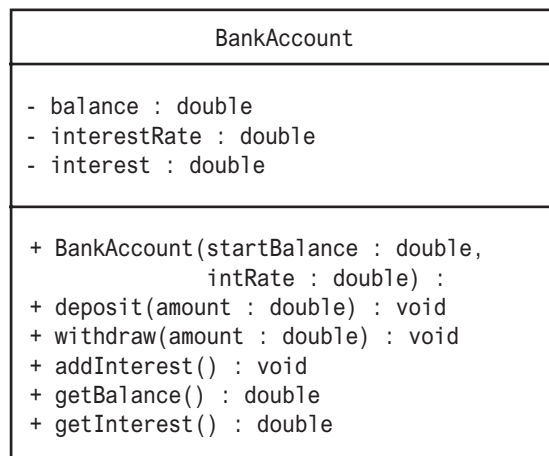 BankAccount
- balance : double
- interestRate : double
- interest : double
+ BankAccount(startBalance : double,
intRate : double) :
+ deposit(amount : double) : void
+ withdraw(amount : double) : void
+ addInterest() : void
+ getBalance() : double
+ getInterest() : double